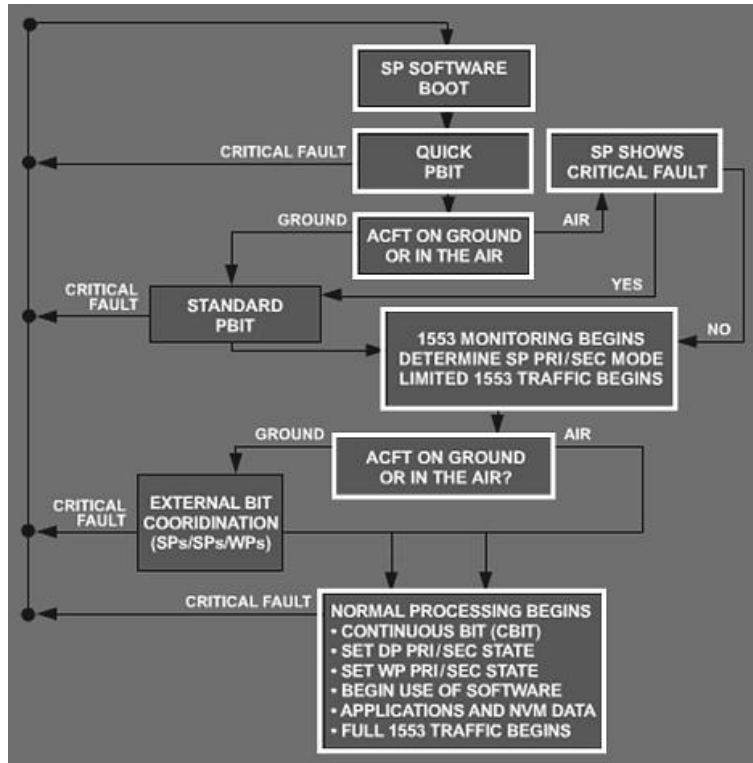 SP SOFTWARE
BOOT
CRITICAL FAULT
QUICK
PBIT
SP SHOWS
CRITICAL FAULT
GROUND
ACFT ON GROUND
OR IN THE AIR
AIR
YES
CRITICAL
FAULT
STANDARD
PBIT
NO
1553 MONITORING BEGINS
DETERMINE SP PRI/SEC MODE
LIMITED 1553 TRAFFIC BEGINS
GROUND
AIR
ACFT ON GROUND
OR IN THE AIR?
CRITICAL
FAULT
EXTERNAL BIT
COORIDINATION
(SPs/SPs/WPs)
CRITICAL FAULT
NORMAL PROCESSING BEGINS
• CONTINUOUS BIT (CBIT)
• SET DP PRI/SEC STATE
• SET WP PRI/SEC STATE
• BEGIN USE OF SOFTWARE
• APPLICATIONS AND NVM DATA
• FULL 1553 TRAFFIC BEGINS